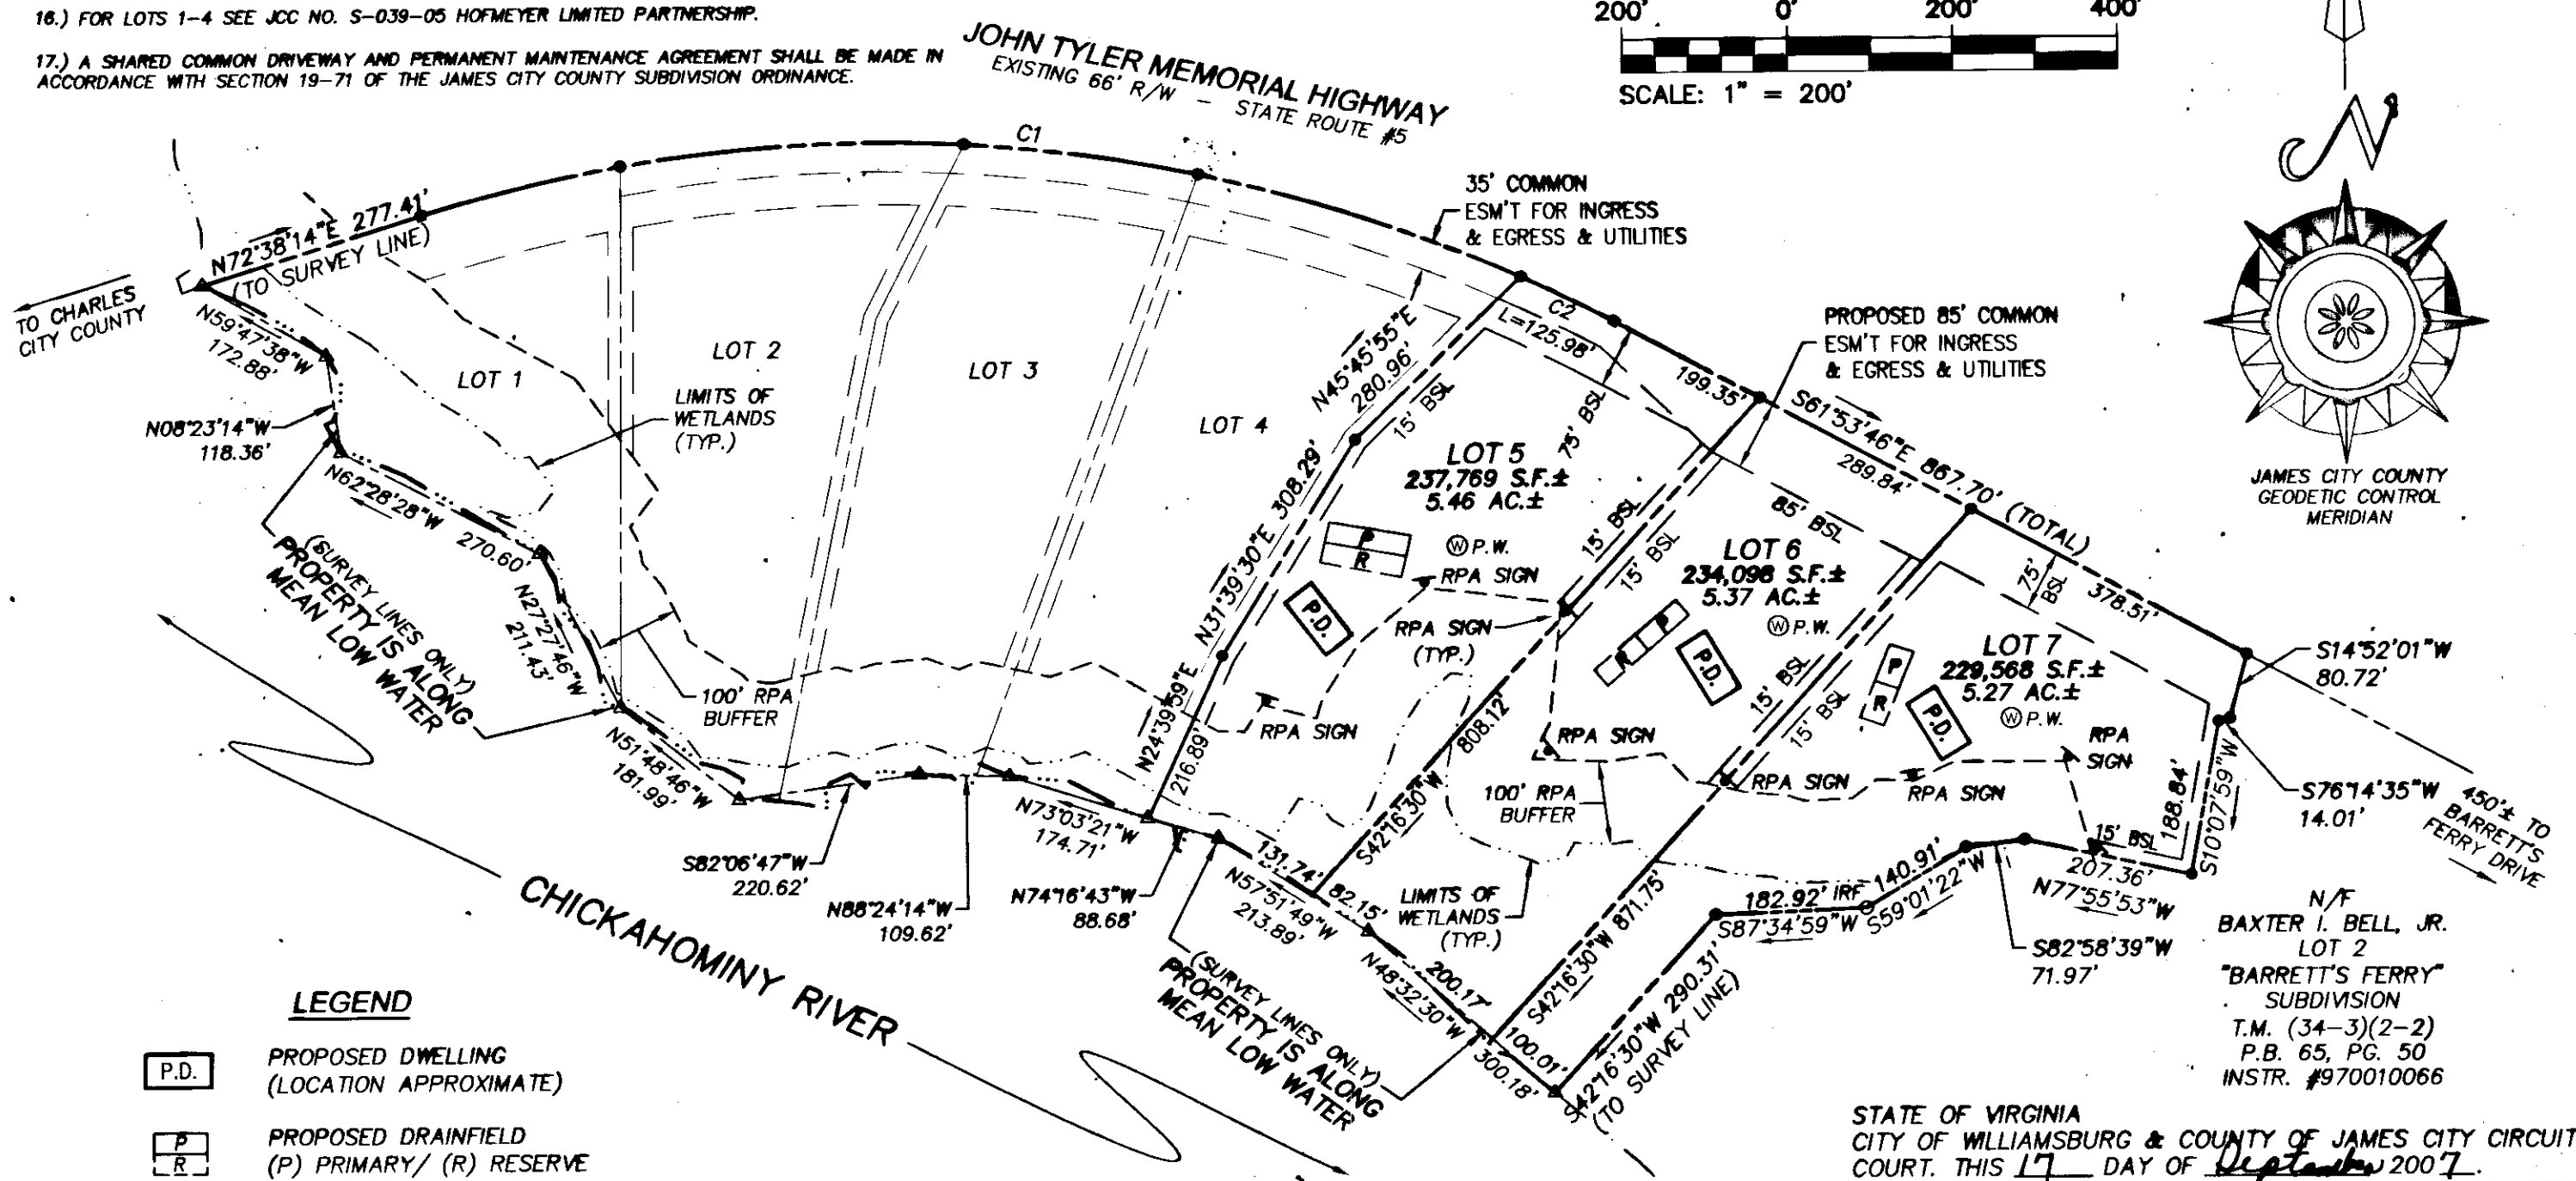 16.) FOR LOTS 1-4 SEE JCC NO. S-039-05 HOFMEYER LIMITED PARTNERSHIP.
17.) A SHARED COMMON DRIVEWAY AND PERMANENT MAINTENANCE AGREEMENT SHALL BE MADE IN
ACCORDANCE WITH SECTION 19-71 OF THE JAMES CITY COUNTY SUBDIVISION ORDINANCE.
JOHN TYLER MEMORIAL HIGHWAY
EXISTING 66' R/W - STATE ROUTE #5
200' 0' 200' 400'
SCALE: 1" = 200'
N
JAMES CITY COUNTY
GEODETIC CONTROL
MERIDIAN
C1
35' COMMON
ESM'T FOR INGRESS
& EGRESS & UTILITIES
N72°38'14"E 277.41'
(TO SURVEY LINE)
TO CHARLES
CITY COUNTY
N59°47'38"W
172.88'
N08°23'14"W
118.36'
N62°28'28"W
270.60'
(SURVEY LINES ONLY)
PROPERTY IS ALONG
MEAN LOW WATER
N27°27'46"W
211.43'
LOT 1
LOT 2
LOT 3
LOT 4
LIMITS OF
WETLANDS
(TYP.)
100' RPA
BUFFER
N51°48'46"W
181.99'
S82°06'47"W
220.62'
N88°24'14"W
109.62'
N73°03'21"W
174.71'
N74°16'43"W
88.68'
N24°39'59"E
216.89'
N31°39'30"E 308.29'
N45°45'55"E
280.96'
15' BSL
C2
L=125.98'
75' BSL
199.35'
PROPOSED 85' COMMON
ESM'T FOR INGRESS
& EGRESS & UTILITIES
S61°53'46"E 867.70' (TOTAL)
289.84'
378.51'
LOT 5
237,769 S.F.±
5.46 AC.±
W P.W.
P
R
P.D.
RPA SIGN
RPA SIGN
(TYP.)
RPA SIGN
15' BSL
15' BSL
85' BSL
LOT 6
234,098 S.F.±
5.37 AC.±
W P.W.
P
R
P.D.
RPA SIGN
100' RPA
BUFFER
808.12'
S42°16'30"W
15' BSL
15' BSL
75'
BSL
LOT 7
229,568 S.F.±
5.27 AC.±
W P.W.
P
R
P.D.
RPA
SIGN
RPA SIGN
RPA SIGN
S14°52'01"W
80.72'
S76°14'35"W
14.01'
450'± TO
BARRETT'S
FERRY DRIVE
188.84'
S10°07'59"W
15' BSL
207.36'
N77°55'53"W
S82°58'39"W
71.97'
140.91'
S59°01'22"W
182.92' IRF
S87°34'59"W
S42°16'30"W 871.75'
S42°16'30"W 290.31'
(TO SURVEY LINE)
LIMITS OF
WETLANDS
(TYP.)
131.74'
82.15'
N57°51'49"W
213.89'
200.17'
N48°32'30"W
100.01'
300.18'
(SURVEY LINES ONLY)
PROPERTY IS ALONG
MEAN LOW WATER
CHICKAHOMINY RIVER
N/F
BAXTER I. BELL, JR.
LOT 2
"BARRETT'S FERRY"
SUBDIVISION
T.M. (34-3)(2-2)
P.B. 65, PG. 50
INSTR. #970010066
LEGEND
P.D. PROPOSED DWELLING
(LOCATION APPROXIMATE)
P PROPOSED DRAINFIELD
R (P) PRIMARY/ (R) RESERVE
STATE OF VIRGINIA
CITY OF WILLIAMSBURG & COUNTY OF JAMES CITY CIRCUIT
COURT. THIS 17 DAY OF September 2007.